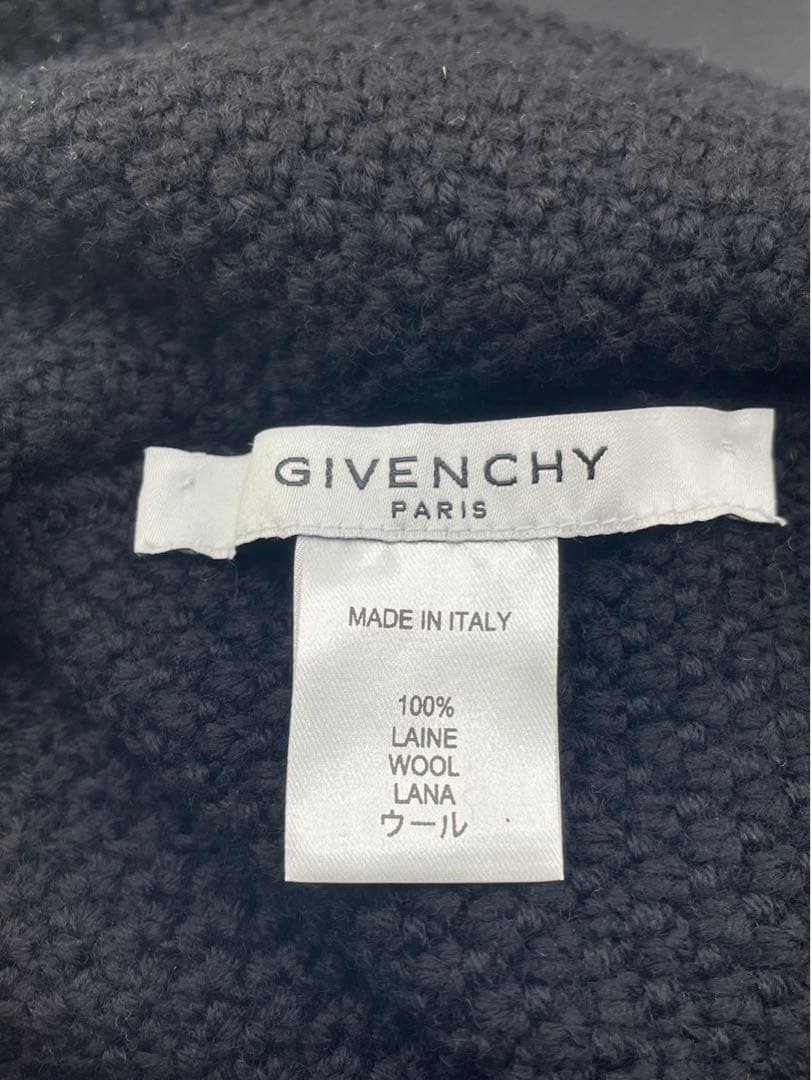 GIVENCHY
PARIS
MADE IN ITALY
100%
LAINE
WOOL
LANA
ウール